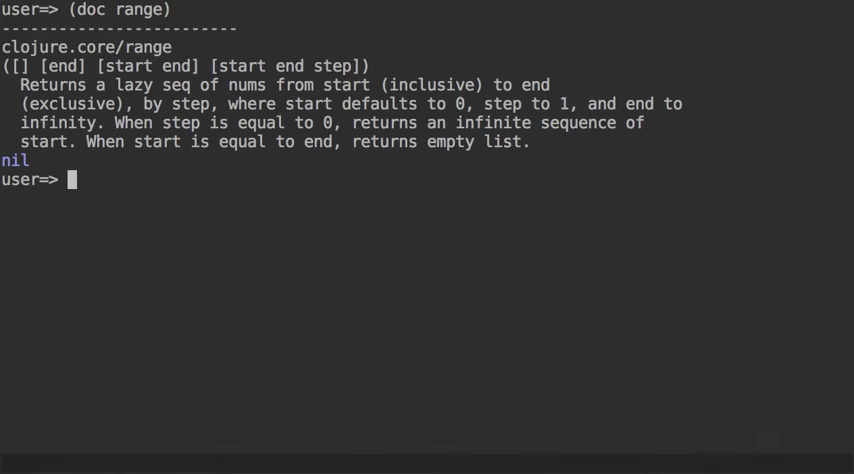 user=> (doc range)
-------------------------
clojure.core/range
([] [end] [start end] [start end step])
  Returns a lazy seq of nums from start (inclusive) to end
  (exclusive), by step, where start defaults to 0, step to 1, and end to
  infinity. When step is equal to 0, returns an infinite sequence of
  start. When start is equal to end, returns empty list.
nil
user=>